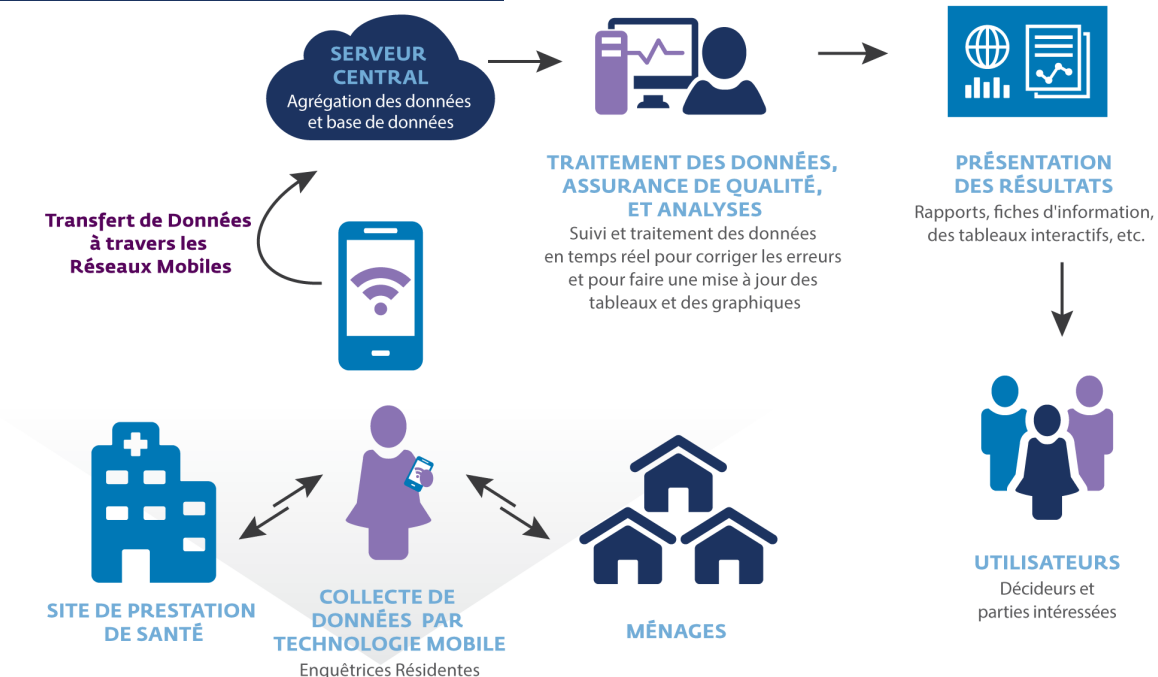 SERVEUR
CENTRAL
Agrégation des données
et base de données
Transfert de Données
à travers les
Réseaux Mobiles
TRAITEMENT DES DONNÉES,
ASSURANCE DE QUALITÉ,
ET ANALYSES
Suivi et traitement des données
en temps réel pour corriger les erreurs
et pour faire une mise à jour des
tableaux et des graphiques
PRÉSENTATION
DES RÉSULTATS
Rapports, fiches d'information,
des tableaux interactifs, etc.
SITE DE PRESTATION
DE SANTÉ
COLLECTE DE
DONNÉES PAR
TECHNOLOGIE MOBILE
Enquêtrices Résidentes
MÉNAGES
UTILISATEURS
Décideurs et
parties intéressées